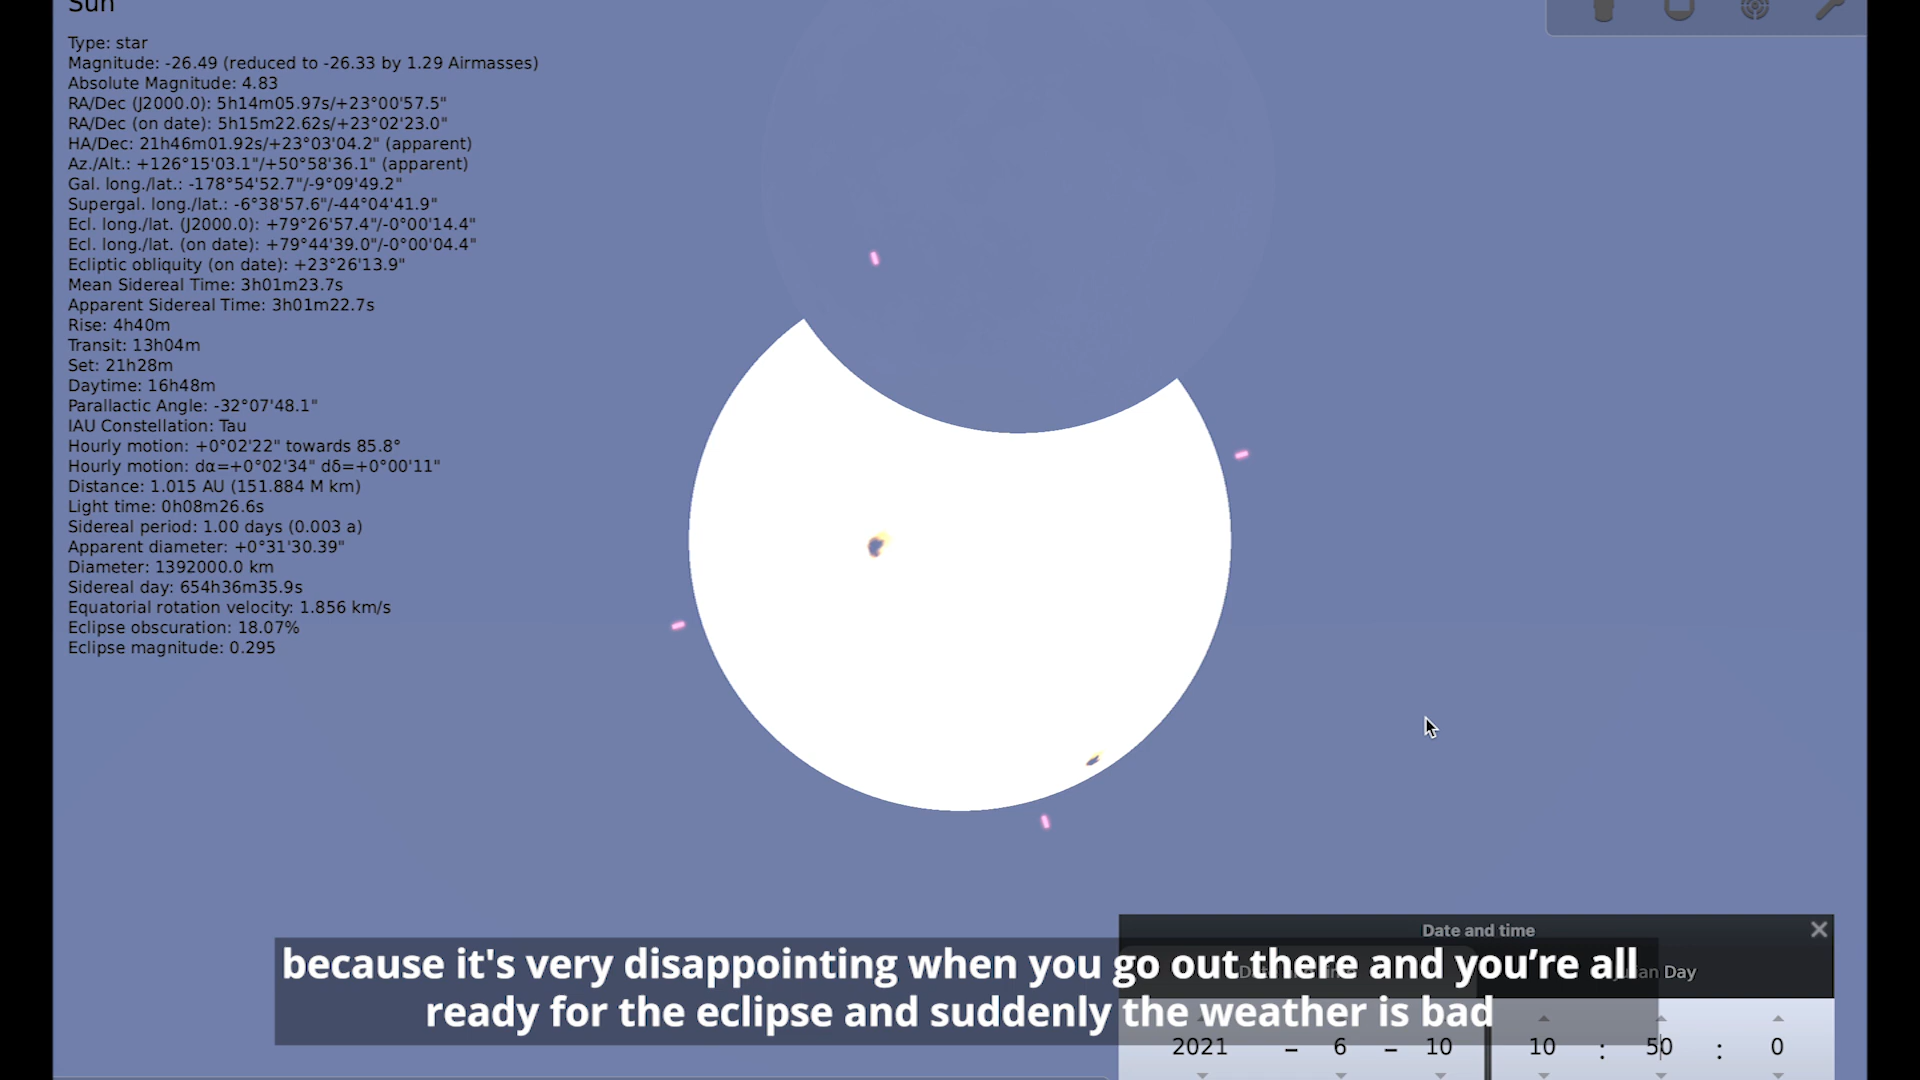 Sun
Type: star
Magnitude: -26.49 (reduced to -26.33 by 1.29 Airmasses)
Absolute Magnitude: 4.83
RA/Dec (J2000.0): 5h14m05.97s/+23°00'57.5"
RA/Dec (on date): 5h15m22.62s/+23°02'23.0"
HA/Dec: 21h46m01.92s/+23°03'04.2" (apparent)
Az./Alt.: +126°15'03.1"/+50°58'36.1" (apparent)
Gal. long./lat.: -178°54'52.7"/-9°09'49.2"
Supergal. long./lat.: -6°38'57.6"/-44°04'41.9"
Ecl. long./lat. (J2000.0): +79°26'57.4"/-0°00'14.4"
Ecl. long./lat. (on date): +79°44'39.0"/-0°00'04.4"
Ecliptic obliquity (on date): +23°26'13.9"
Mean Sidereal Time: 3h01m23.7s
Apparent Sidereal Time: 3h01m22.7s
Rise: 4h40m
Transit: 13h04m
Set: 21h28m
Daytime: 16h48m
Parallactic Angle: -32°07'48.1"
IAU Constellation: Tau
Hourly motion: +0°02'22" towards 85.8°
Hourly motion: dα=+0°02'34" dδ=+0°00'11"
Distance: 1.015 AU (151.884 M km)
Light time: 0h08m26.6s
Sidereal period: 1.00 days (0.003 a)
Apparent diameter: +0°31'30.39"
Diameter: 1392000.0 km
Sidereal day: 654h36m35.9s
Equatorial rotation velocity: 1.856 km/s
Eclipse obscuration: 18.07%
Eclipse magnitude: 0.295
Date and time
Day
because it's very disappointing when you go out there and you’re all
ready for the eclipse and suddenly the weather is bad
2021 – 6 – 10 10 : 50 : 0